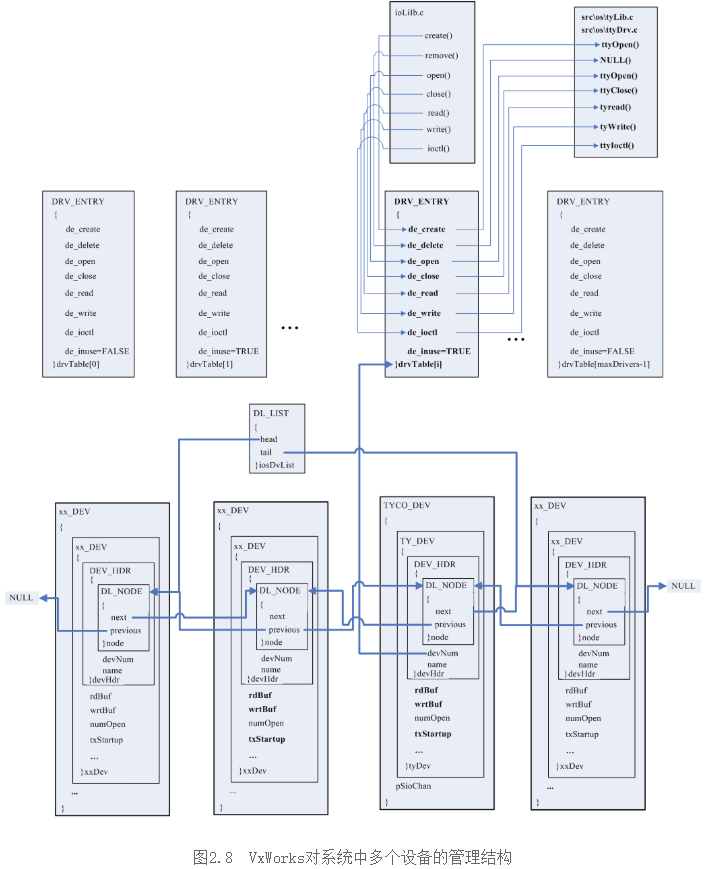 ioLiIb.c
create()
remove()
open()
close()
read()
write()
ioctl()
src\os\tyLib.c
src\os\ttyDrv.c
ttyOpen()
NULL()
ttyOpen()
ttyClose()
tyread()
tyWrite()
ttyIoctl()
DRV_ENTRY
{
de_create
de_delete
de_open
de_close
de_read
de_write
de_ioctl
de_inuse=FALSE
}drvTable[0]
DRV_ENTRY
{
de_create
de_delete
de_open
de_close
de_read
de_write
de_ioctl
de_inuse=TRUE
}drvTable[1]
...
DRV_ENTRY
{
de_create
de_delete
de_open
de_close
de_read
de_write
de_ioctl
de_inuse=TRUE
}drvTable[i]
...
DRV_ENTRY
{
de_create
de_delete
de_open
de_close
de_read
de_write
de_ioctl
de_inuse=FALSE
}drvTable[maxDrivers-1]
DL_LIST
{
head
tail
}iosDvList
NULL
xx_DEV
{
xx_DEV
{
DEV_HDR
{
DL_NODE
{
next
previous
}node
devNum
name
}devHdr
rdBuf
wrtBuf
numOpen
txStartup
...
}xxDev
...
}
xx_DEV
{
xx_DEV
{
DEV_HDR
{
DL_NODE
{
next
previous
}node
devNum
name
}devHdr
rdBuf
wrtBuf
numOpen
txStartup
...
}xxDev
...
}
TYCO_DEV
{
TY_DEV
{
DEV_HDR
{
DL_NODE
{
next
previous
}node
devNum
name
}devHdr
rdBuf
wrtBuf
numOpen
txStartup
...
}tyDev
pSioChan
}
xx_DEV
{
DEV_HDR
{
DL_NODE
{
next
previous
}node
devNum
name
}devHdr
rdBuf
wrtBuf
numOpen
txStartup
...
}xxDev
...
}
NULL
图2.8 VxWorks对系统中多个设备的管理结构